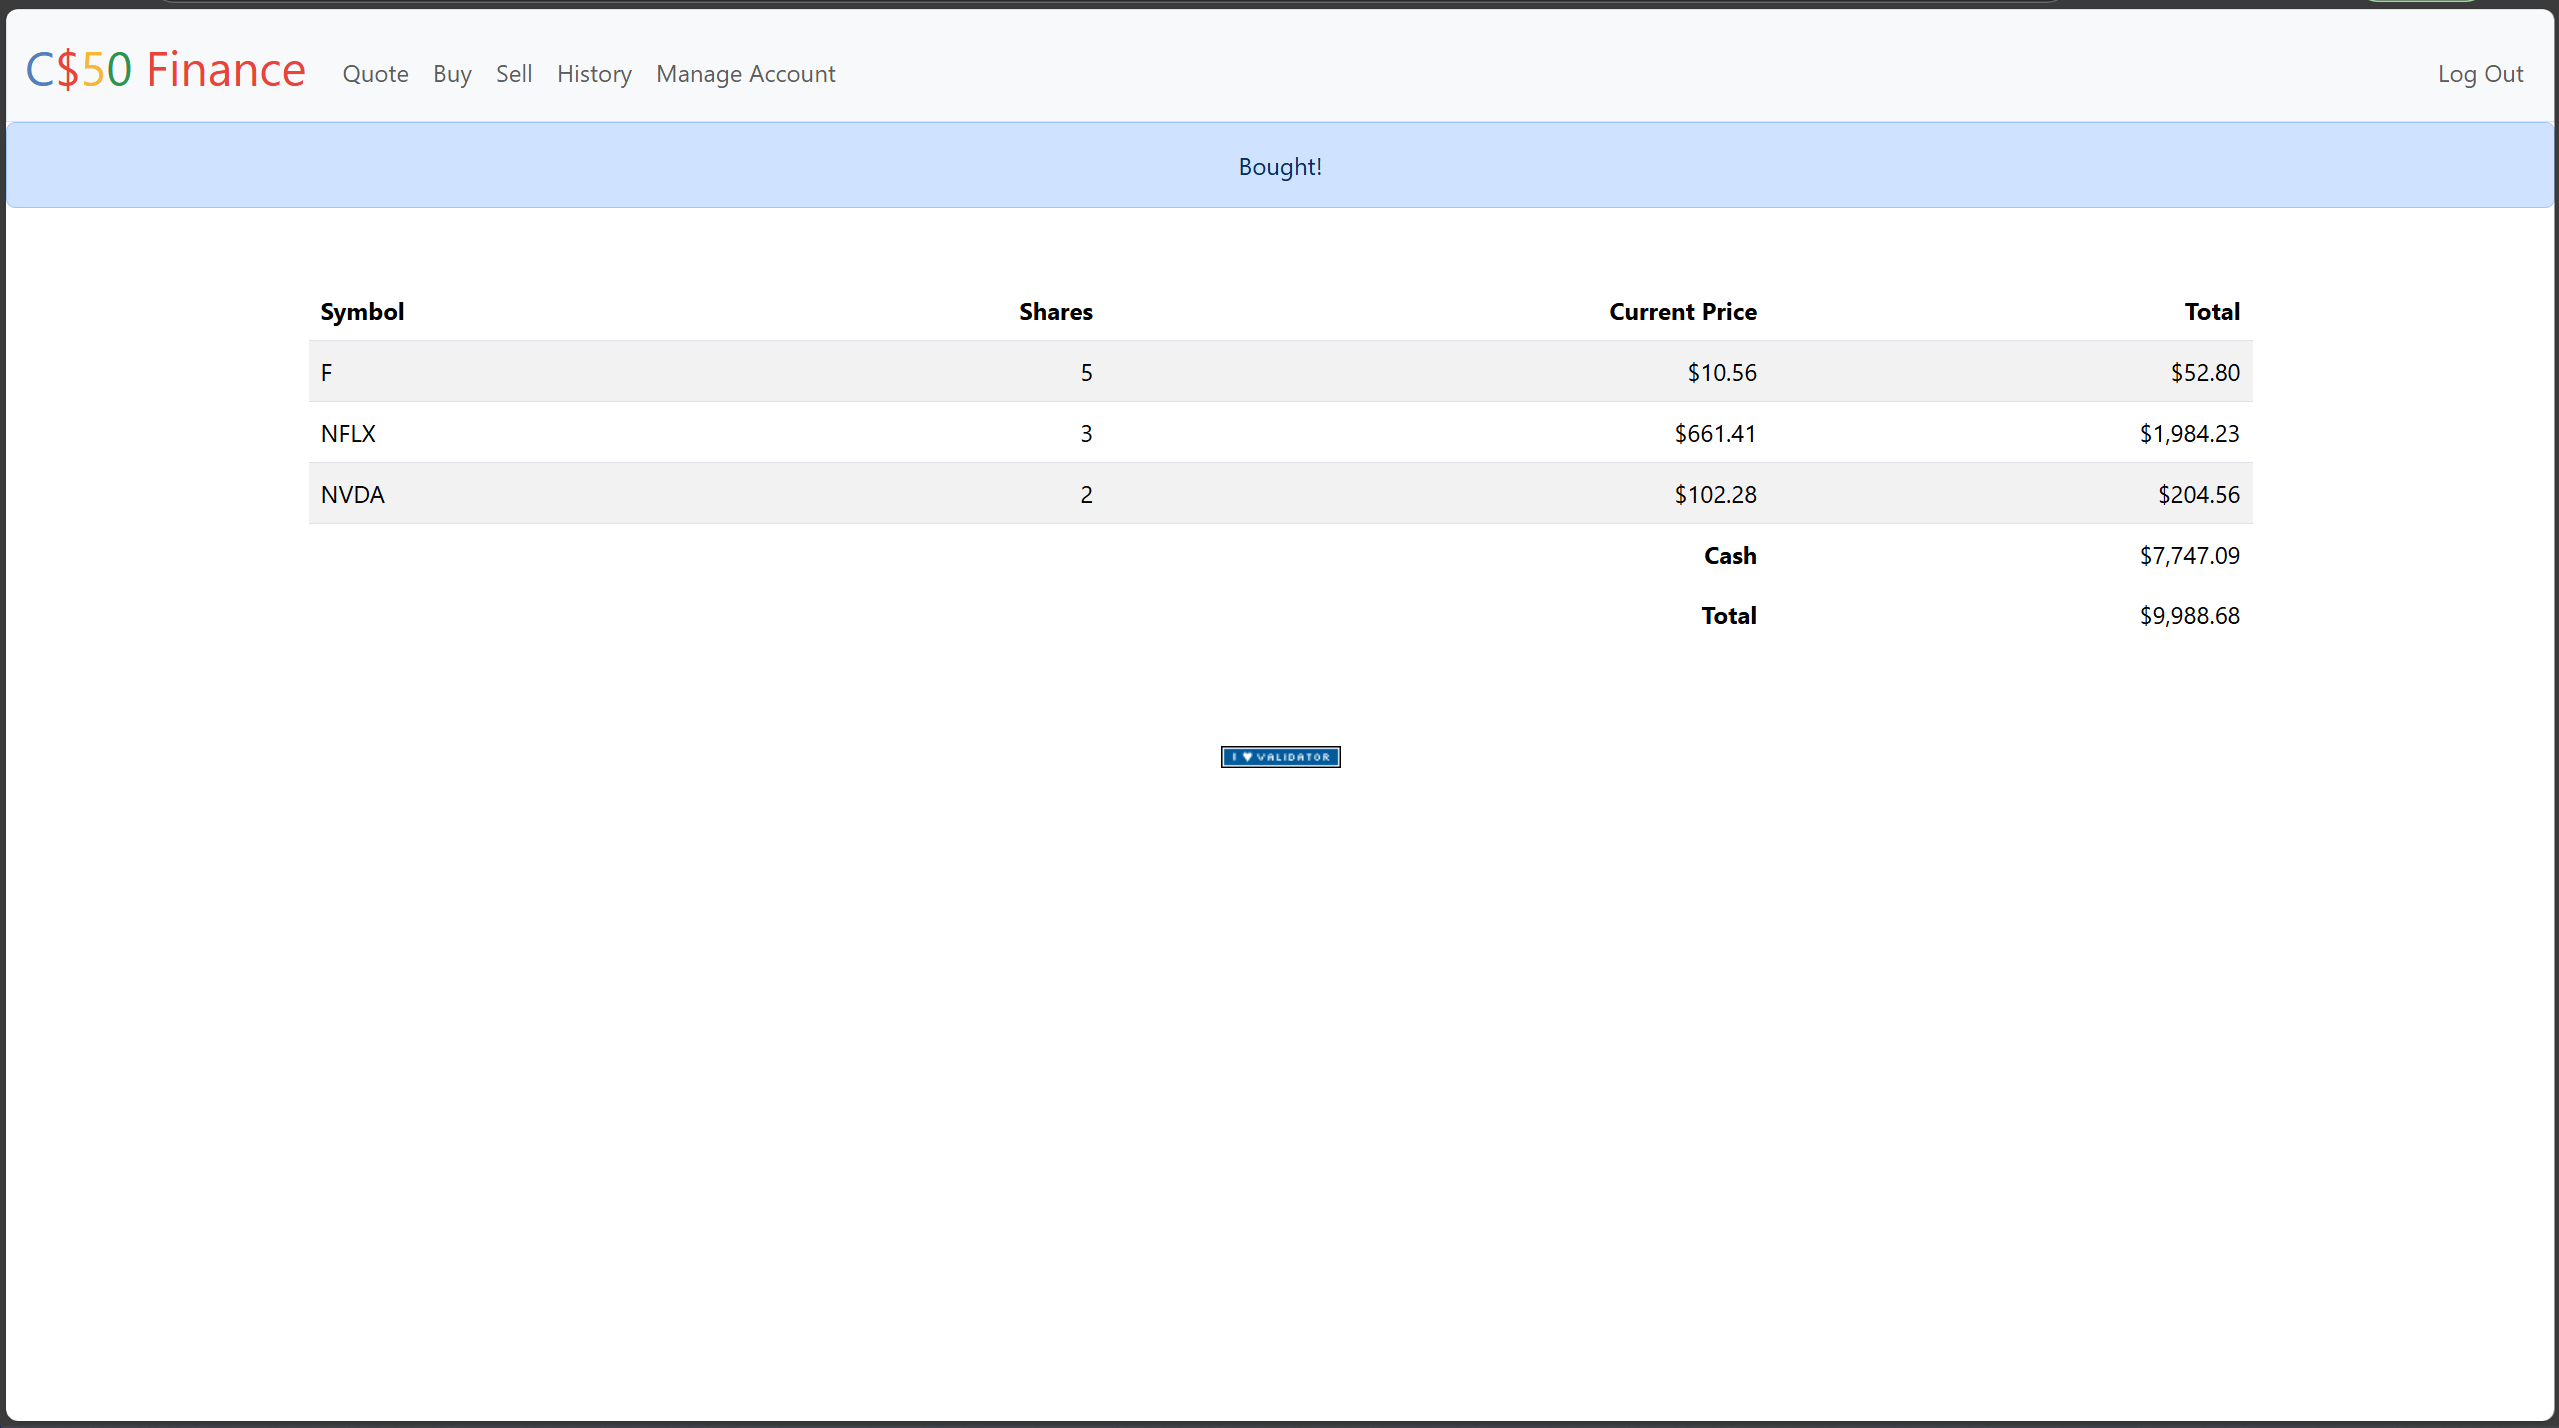 C$50 Finance Quote Buy Sell History Manage Account Log Out
Bought!
Symbol Shares Current Price Total
F 5 $10.56 $52.80
NFLX 3 $661.41 $1,984.23
NVDA 2 $102.28 $204.56
Cash $7,747.09
Total $9,988.68
I ♥ VALIDATOR